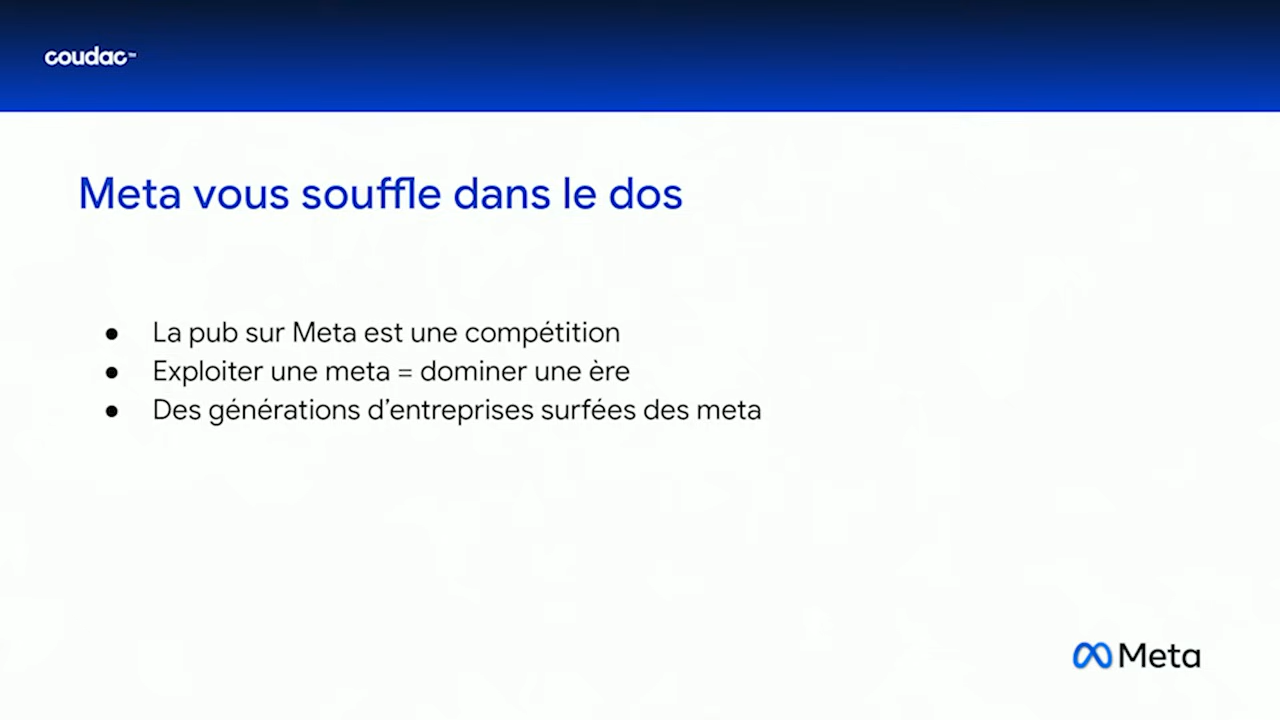 coudac™
Meta vous souffle dans le dos
● La pub sur Meta est une compétition
● Exploiter une meta = dominer une ère
● Des générations d’entreprises surfées des meta
Meta